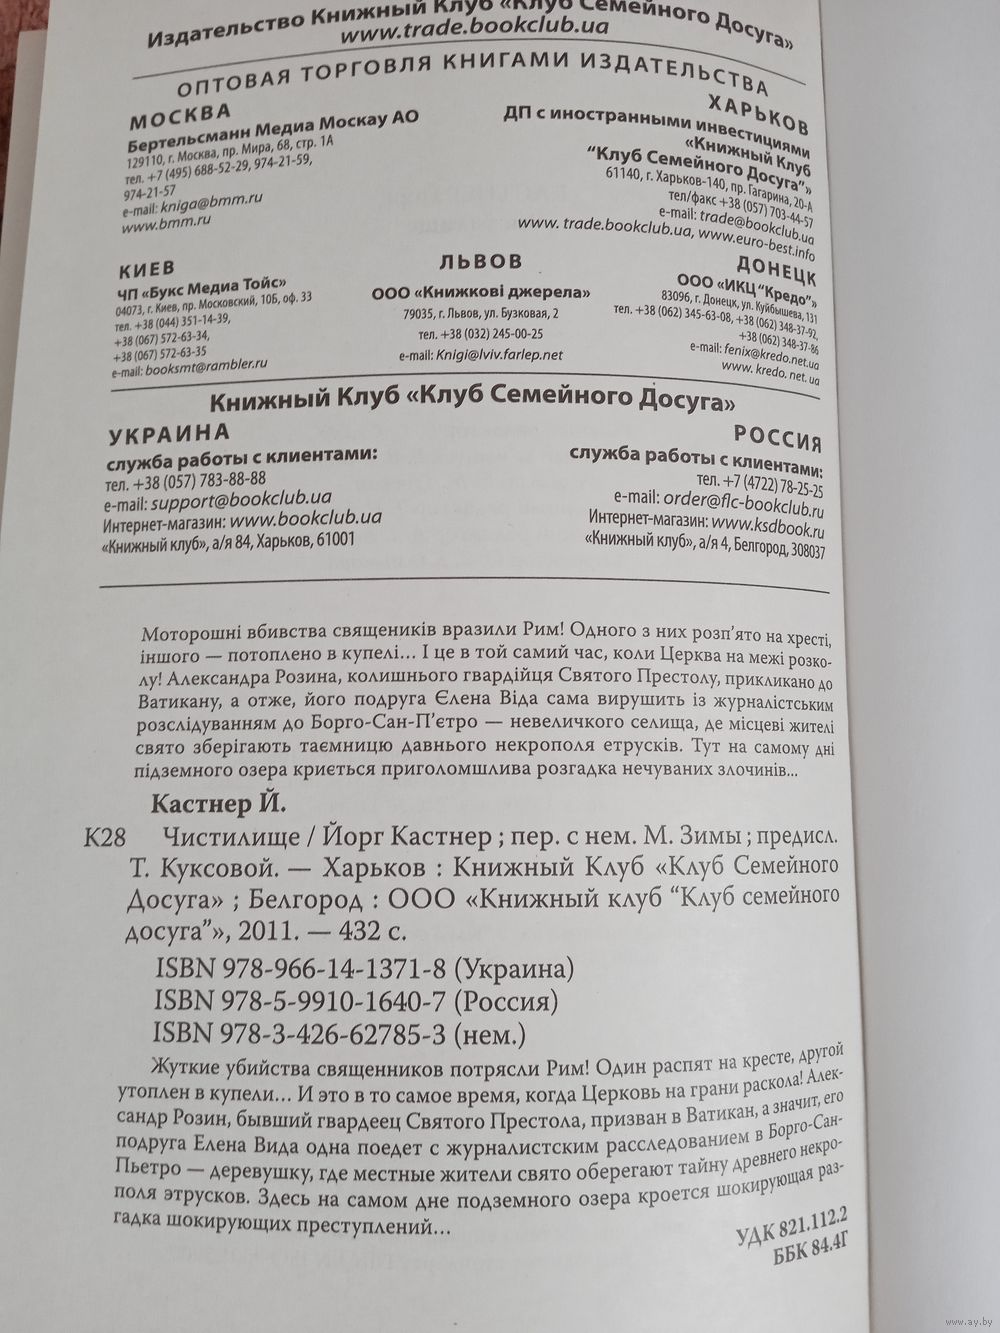 Издательство Книжный Клуб «Клуб Семейного Досуга»
www.trade.bookclub.ua
ОПТОВАЯ ТОРГОВЛЯ КНИГАМИ ИЗДАТЕЛЬСТВА
МОСКВА
Бертельсманн Медиа Москау АО
129110, г. Москва, пр. Мира, 68, стр. 1А
тел. +7 (495) 688-52-29, 974-21-59,
974-21-57
e-mail: kniga@bmm.ru
www.bmm.ru
ХАРЬКОВ
ДП с иностранными инвестициями
«Книжный Клуб
“Клуб Семейного Досуга”»
61140, г. Харьков-140, пр. Гагарина, 20-А
тел/факс +38 (057) 703-44-57
e-mail: trade@bookclub.ua
www. trade.bookclub.ua, www.euro-best.info
КИЕВ
ЧП «Букс Медиа Тойс»
04073, г. Киев, пр. Московский, 10Б, оф. 33
тел. +38 (044) 351-14-39,
+38 (067) 572-63-34,
+38 (067) 572-63-35
e-mail: booksmt@rambler.ru
ЛЬВОВ
ООО «Книжкові джерела»
79035, г. Львов, ул. Бузковая, 2
тел. +38 (032) 245-00-25
e-mail: Knigi@lviv.farlep.net
ДОНЕЦК
ООО «ИКЦ “Кредо”»
83096, г. Донецк, ул. Куйбышева, 131
тел. +38 (062) 345-63-08, +38 (062) 348-37-92,
+38 (062) 348-37-86
e-mail: fenix@kredo.net.ua
www. kredo. net. ua
Книжный Клуб «Клуб Семейного Досуга»
УКРАИНА
служба работы с клиентами:
тел. +38 (057) 783-88-88
e-mail: support@bookclub.ua
Интернет-магазин: www.bookclub.ua
«Книжный клуб», а/я 84, Харьков, 61001
РОССИЯ
служба работы с клиентами:
тел. +7 (4722) 78-25-25
e-mail: order@flc-bookclub.ru
Интернет-магазин: www.ksdbook.ru
«Книжный клуб», а/я 4, Белгород, 308037
Моторошні вбивства священиків вразили Рим! Одного з них розп’ято на хресті,
іншого — потоплено в купелі... І це в той самий час, коли Церква на межі розко-
лу! Александра Розина, колишнього гвардійця Святого Престолу, прикликано до
Ватикану, а отже, його подруга Єлена Віда сама вирушить із журналістським
розслідуванням до Борго-Сан-П’єтро — невеличкого селища, де місцеві жителі
свято зберігають таємницю давнього некрополя етрусків. Тут на самому дні
підземного озера криється приголомшлива розгадка нечуваних злочинів...
Кастнер Й.
К28 Чистилище / Йорг Кастнер ; пер. с нем. М. Зимы ; предисл.
Т. Куксовой. — Харьков : Книжный Клуб «Клуб Семейного
Досуга» ; Белгород : ООО «Книжный клуб “Клуб семейного
досуга”», 2011. — 432 с.
ISBN 978-966-14-1371-8 (Украина)
ISBN 978-5-9910-1640-7 (Россия)
ISBN 978-3-426-62785-3 (нем.)
Жуткие убийства священников потрясли Рим! Один распят на кресте, другой
утоплен в купели... И это в то самое время, когда Церковь на грани раскола! Алек-
сандр Розин, бывший гвардеец Святого Престола, призван в Ватикан, а значит, его
подруга Елена Вида одна поедет с журналистским расследованием в Борго-Сан-
Пьетро — деревушку, где местные жители свято оберегают тайну древнего некро-
поля этрусков. Здесь на самом дне подземного озера кроется шокирующая раз-
гадка шокирующих преступлений...
УДК 821.112.2
ББК 84.4Г
www.ay.by